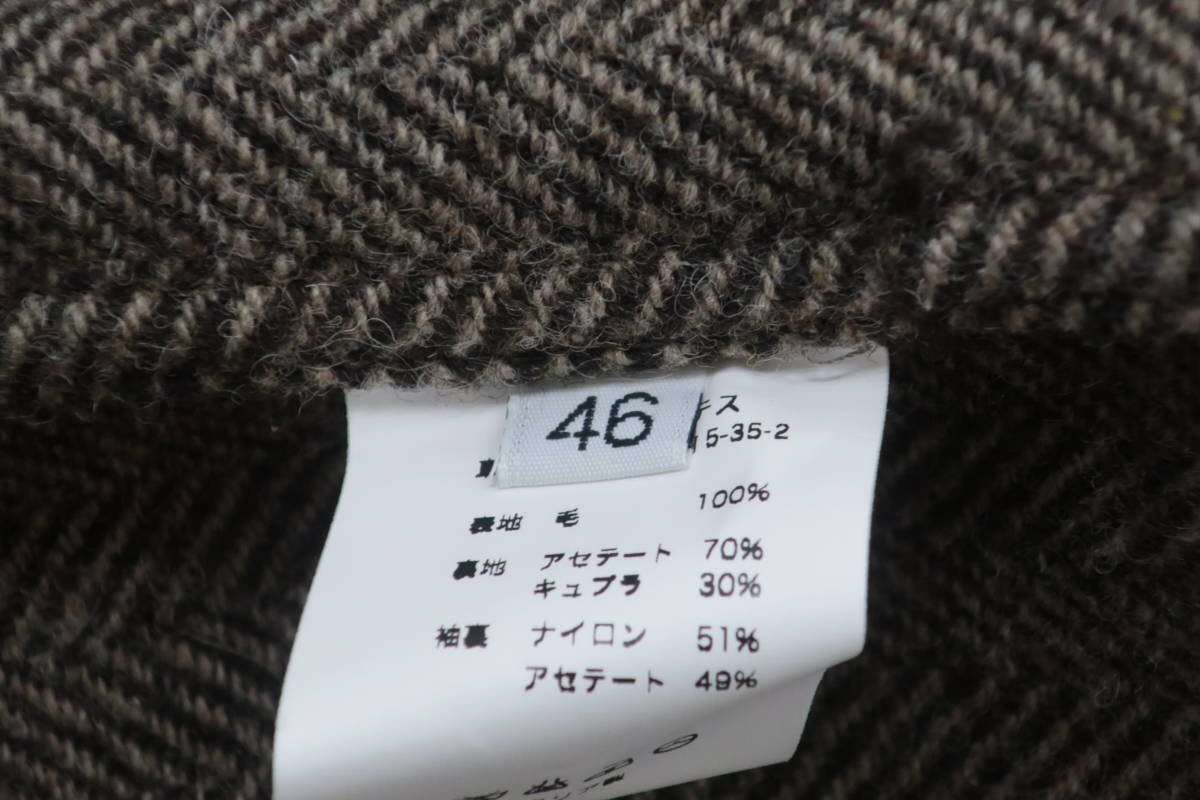 46
5-35-2
表地 毛 100%
裏地 アセテート 70%
キュプラ 30%
袖裏 ナイロン 51%
アセテート 49%